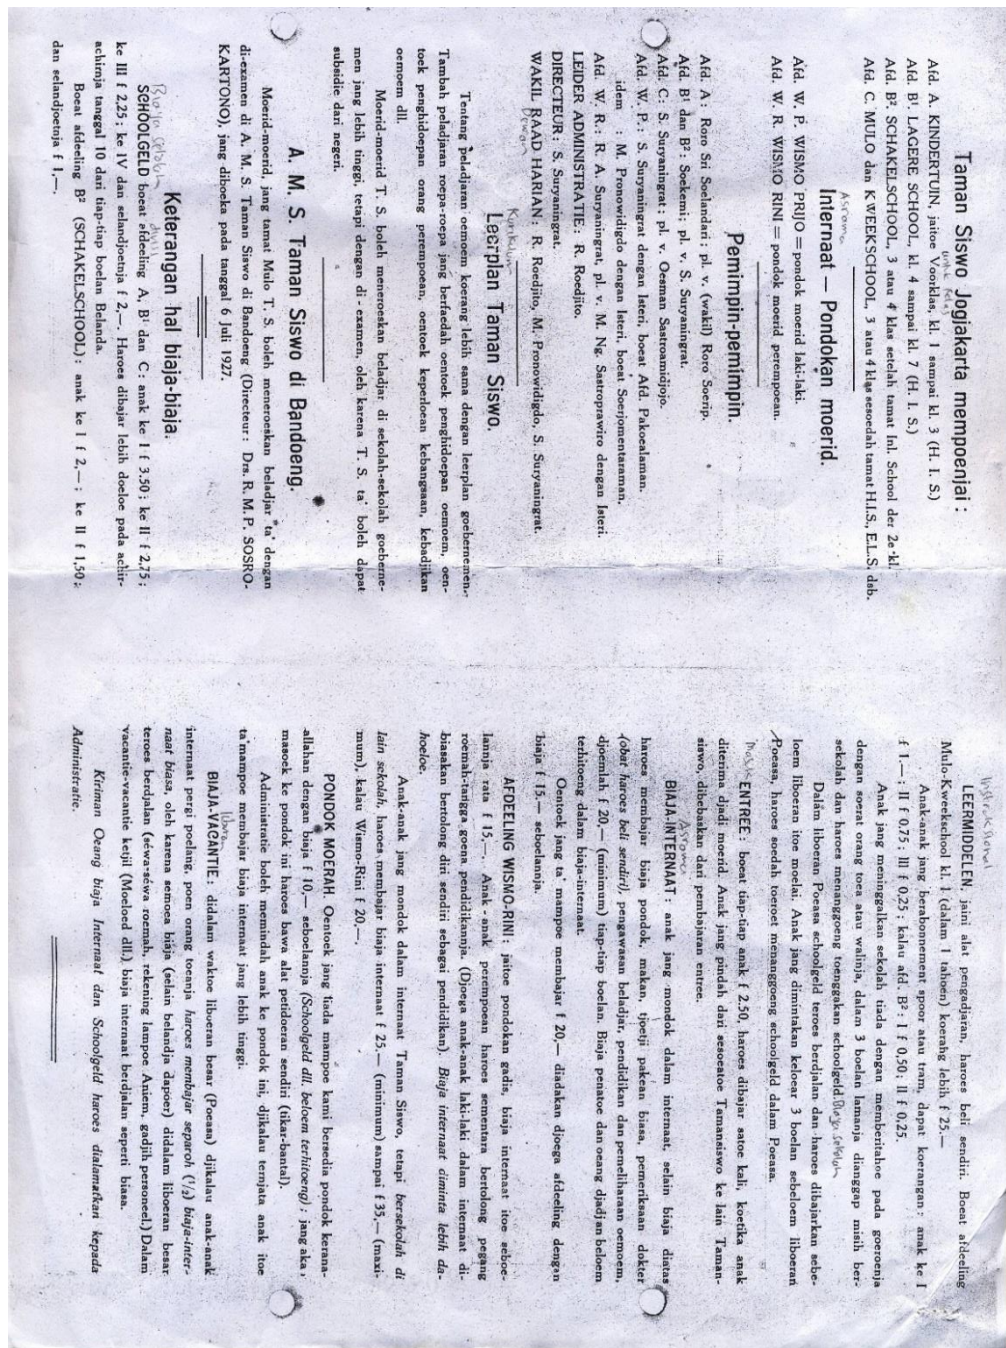 Taman Siswo Jogjakarta mempoenjai :
Afd. A. KINDERTUIN, jaitoe Voorklas, kl. 1 sampai kl. 3 (H. I. S.)
Afd. B¹ LAGERE SCHOOL, kl. 4 sampai kl. 7 (H. I. S.)
Afd. B². SCHAKELSCHOOL, 3 atau 4 klas setelah tamat Inl. School der 2e kl.
Afd. C. MULO dan KWEEKSCHOOL, 3 atau 4 klas sesoedah tamat H.I.S., E.L.S. dsb.
Asrama
Internaat — Pondokan moerid.
Afd. W. P. WISMO PRIJO = pondok moerid laki-laki.
Afd. W. R. WISMO RINI = pondok moerid perempoean.
Pemimpin-pemimpin.
Afd. A : Roro Sri Soelandari ; pl. v. (wakil) Roro Soerip.
Afd. B¹ dan B² : Soekemi ; pl. v. S. Suryaningrat.
Afd. C : S. Suryaningrat ; pl. v. Oesman Sastroamidjojo.
Afd. W. P. : S. Suryaningrat dengan Isteri, boeat Afd. Pakoealaman.
idem : M. Pronowidigdo dengan Isteri, boeat Soerjomentaraman,
Afd. W. R. : R. A. Suryaningrat, pl. v. M. Ng. Sastroprawiro dengan Isteri.
LEIDER ADMINISTRATIE : R. Roedjito.
DIRECTEUR : S. Suryaningrat.
WAKIL RAAD HARIAN : R. Roedjito, M. Pronowidigdo, S. Suryaningrat.
Dewan
Kurikulum
Leerplan Taman Siswo.
Tentang peladjaran oemoem koerang lebih sama dengan leerplan goebernemen.
Tambah peladjaran roepa-roepa jang berfaedah oentoek penghidoepan oemoem, oen-
toek penghidoepan orang perempoean, oentoek keperloean kebangsaan, kebadjikan
oemoem dll.
Moerid-moerid T. S. boleh meneroeskan beladjar, di sekolah-sekolah goeberne-
men jang lebih tinggi, tetapi dengan di - examen, oleh karena T. S. ta' boleh dapat
subsidie dari negeri.
A. M. S. Taman Siswo di Bandoeng.
Moerid-moerid, jang tamat Mulo T. S. boleh meneroeskan beladjar ta' dengan
di-examen di A. M. S. Taman Siswo di Bandoeng (Directeur : Drs. R. M. P. SOSRO-
KARTONO), jang diboeka pada tanggal 6 juli 1927.
Keterangan hal biaja-biaja.
SCHOOLGELD boeat afdeeling A, B¹ dan C : anak ke I f 3,50 ; ke II f 2,75 ;
ke III f 2,25 ; ke IV dan selandjoetnja f 2,—. Haroes dibajar lebih doeloe pada achir-
achirnja tanggal 10 dari tiap-tiap boelan Belanda.
Boeat afdeeling B² (SCHAKELSCHOOL) : anak ke I f 2,— ; ke II f 1,50 ;
dan selandjoetnja f 1,—.
LEERMIDDELEN, jaini alat pengadjaran, haroes beli sendiri. Boeat afdeeling
Mulo-Kweekschool kl. 1 (dalam 1 tahoen) koerang lebih f 25.—
Anak-anak jang berabonnement spoor atau tram, dapat koerangan : anak ke I
f 1.— ; II f 0,75 ; III f 0,25 ; kalau afd. B² : I f 0,50 ; II f 0,25.
Anak jang meninggalkan sekolah tiada dengan memberitahoe pada goeroenja
dengan soerat orang toea atau walinja, dalam 3 boelan lamanja dianggap misih ber-
sekolah dan haroes menanggoeng toenggakan schoolgeld. Biaja sekolah
Dalam liboeran Poeasa schoolgeld teroes berdjalan dan haroes dibajarkan sebe-
loem liboeran itoe moelai. Anak jang dimintakan keloear 3 boelan sebeloem liboeran
Poeasa, haroes soedah toeroet menanggoeng schoolgeld dalam Poeasa.
Masuk ENTREE : boeat tiap-tiap anak f 2.50, haroes dibajar satoe kali, koetika anak
diterima djadi moerid. Anak jang pindah dari sesoeatoe Tamansiswo ke lain Taman-
siswo, dibebaskan dari pembajaran entree.
Asrama
BIAJA-INTERNAAT : anak jang mondok dalam internaat, selain biaja diatas
haroes membajar biaja pondok, makan, tjoetji pakean biasa, pemeriksaan dokter
(obar haroes beli sendiri), pengawasan beladjar, pendidikan dan pemeliharaan oemoem,
djoemlah f 20.— (minimum) tiap-tiap boelan. Biaja penatoe dan oeang djadjan beloem
terhitoeng dalam biaja-internaat.
Oentoek jang ta' mampoe membajar f 20,— diadakan djoega afdeeling dengan
biaja f 15.— seboelannja.
AFDEELING WISMO-RINI : jaitoe pondokan gadis, biaja internaat itoe seboe-
lannja rata f 15.—. Anak - anak perempoean haroes sementara bertolong pegang
roemah-tangga goena pendidikannja. (Djoega anak-anak laki-laki dalam internaat di-
biasakan bertolong diri sendiri sebagai pendidikan). Biaja internaat diminta lebih da-
hoeloe.
Anak-anak jang mondok dalam internaat Taman Siswo, tetapi bersekolah di
lain sekolah, haroes membajar biaja internaat f 25.— (minimum) sampai f 35,— (maxi-
mum), kalau Wismo-Rini f 20,—.
PONDOK MOERAH. Oentoek jang tiada mampoe kami bersedia pondok kerana-
allahan dengan biaja f 10,— seboelannja (Schoolgeld dll. beloem terhitoeng) ; jang akan
masoek ke pondok ini haroes bawa alat petidoeran sendiri (tikar-bantal).
Administratie boleh memindah anak ke pondok ini, djikalau ternjata anak itoe
ta'mampoe membajar biaja internaat jang lebih tinggi.
libur
BIAJA-VACANTIE : didalam waktoe liboeran besar (Poeasa) djikalau anak-anak
internaat pergi poelang, poen orang toeanja haroes membajar separoh (½) biaja-inter-
naat biasa, oleh karena semoea biaja (selain belandja dapoer) didalam liboeran besar
teroes berdjalan (séwa-séwa roemah, rekening lampoe Aniem, gadjih personeel.) Dalam
vacantie-vacantie ketjil (Moeloed dll.) biaja internaat berdjalan seperti biasa.
Kiriman Oeang biaja Internaat dan Schoolgeld haroes dialamatkan kepada
Administratie.